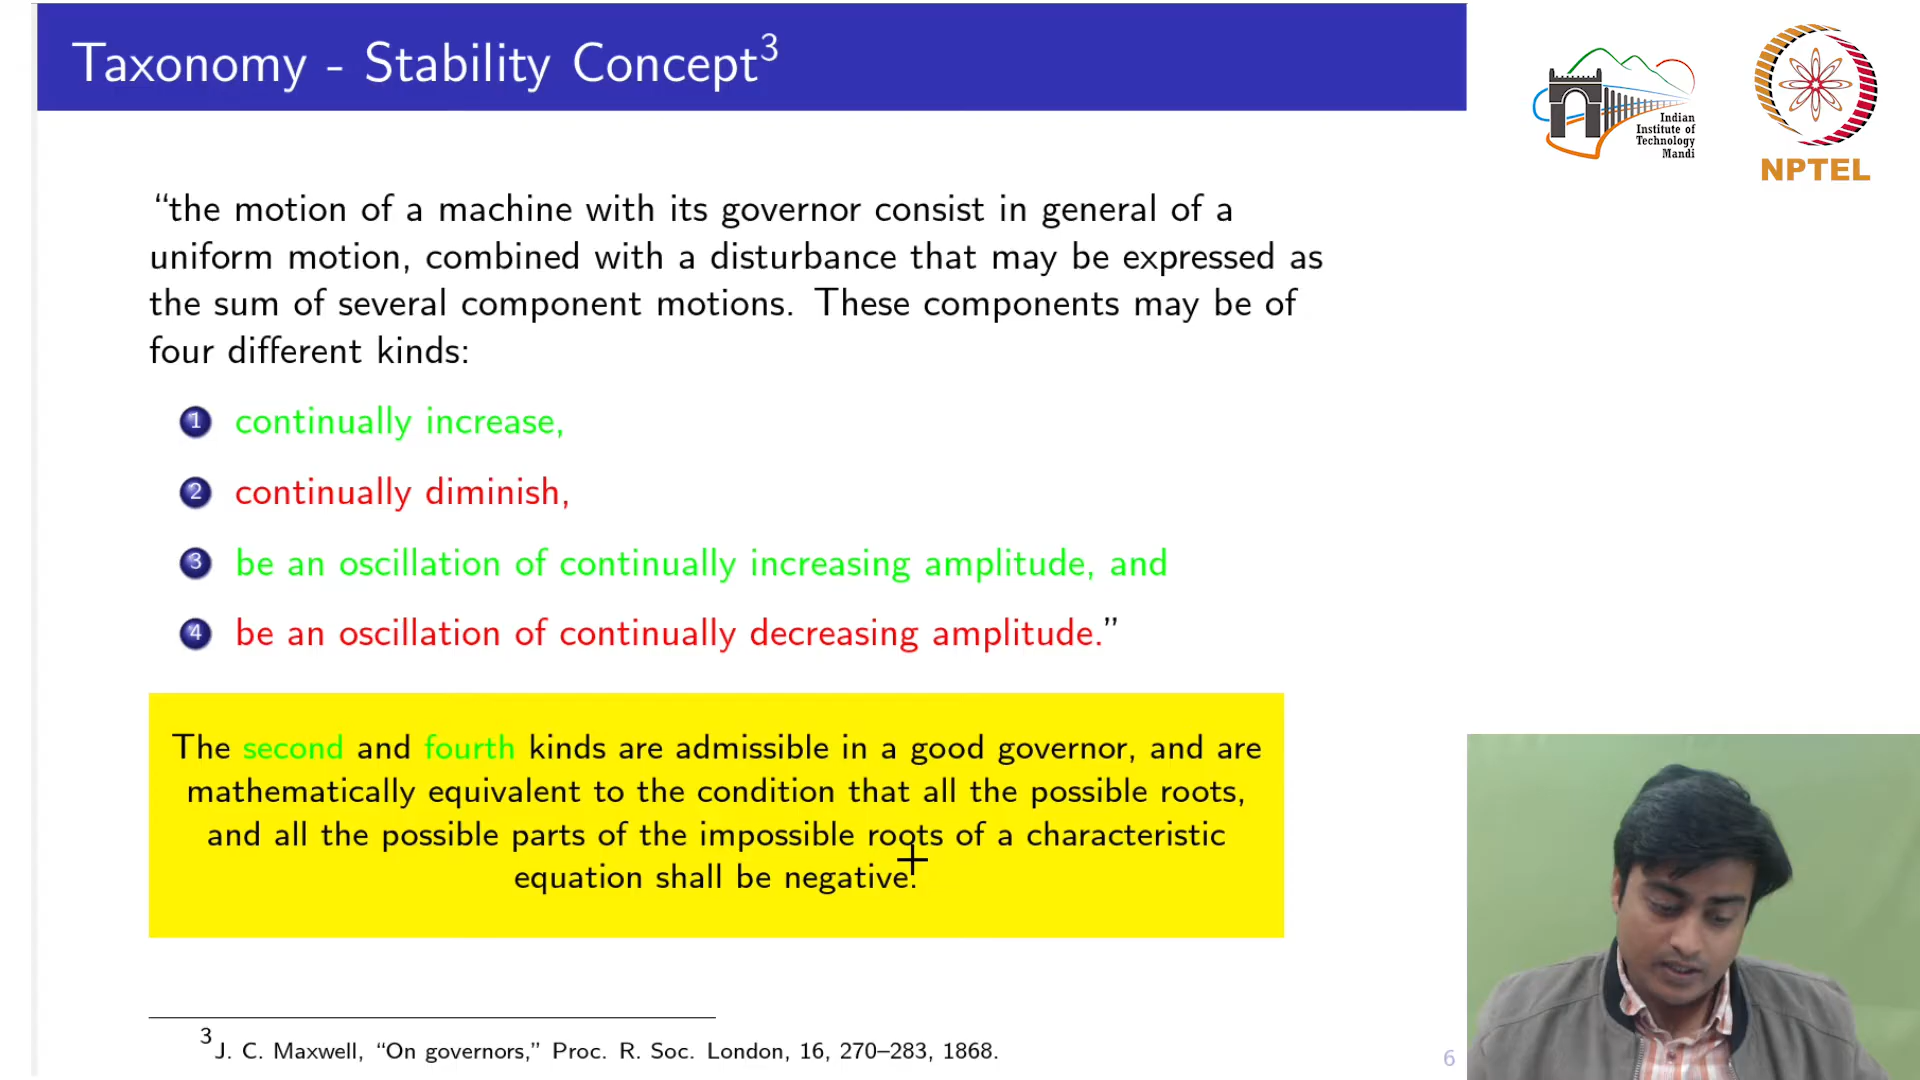 Taxonomy - Stability Concept3
Indian
Institute of
Technology
Mandi
NPTEL
“the motion of a machine with its governor consist in general of a
uniform motion, combined with a disturbance that may be expressed as
the sum of several component motions. These components may be of
four different kinds:
1 continually increase,
2 continually diminish,
3 be an oscillation of continually increasing amplitude, and
4 be an oscillation of continually decreasing amplitude.”
The second and fourth kinds are admissible in a good governor, and are
mathematically equivalent to the condition that all the possible roots,
and all the possible parts of the impossible roots of a characteristic
equation shall be negative.
3J. C. Maxwell, “On governors,” Proc. R. Soc. London, 16, 270–283, 1868.
6